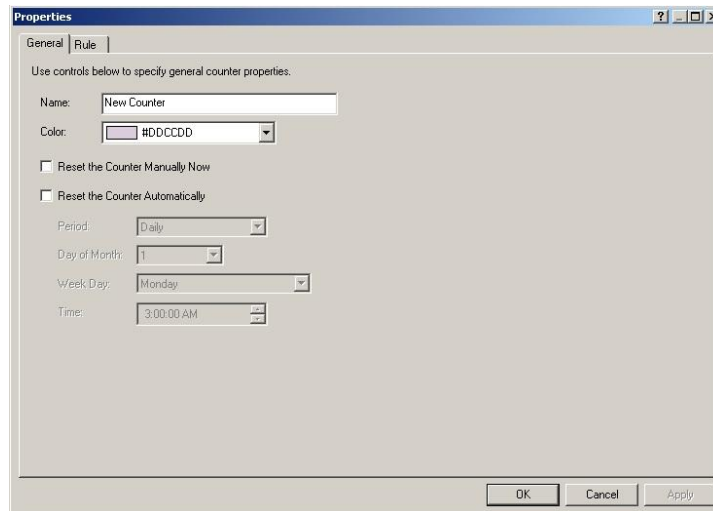 Properties
General Rule
Use controls below to specify general counter properties.
Name: New Counter
Color: #DDCCDD
Reset the Counter Manually Now
Reset the Counter Automatically
Period: Daily
Day of Month: 1
Week Day: Monday
Time: 3:00:00 AM
OK Cancel Apply